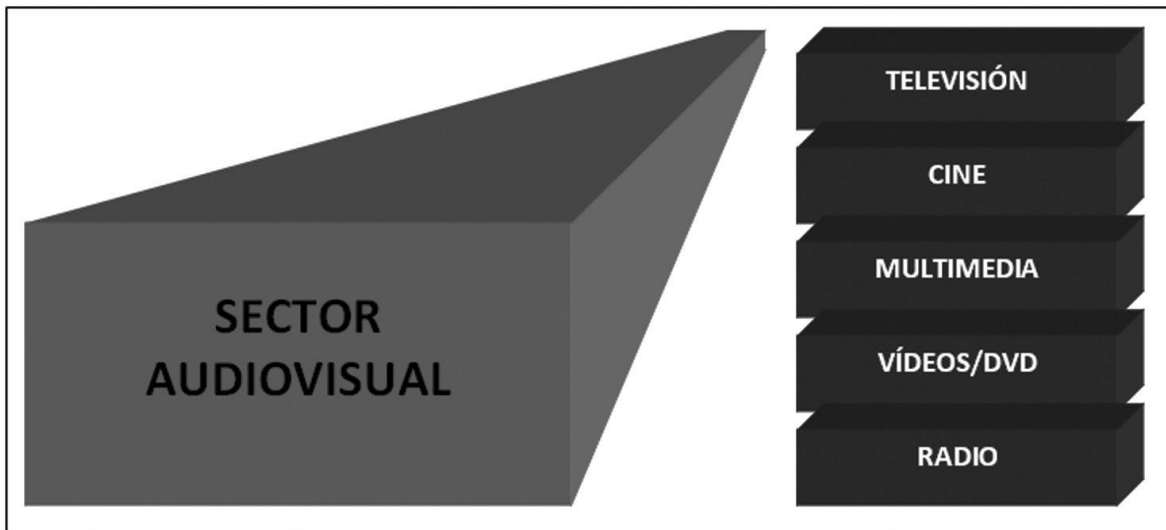 SECTOR
AUDIOVISUAL
TELEVISIÓN
CINE
MULTIMEDIA
VÍDEOS/DVD
RADIO